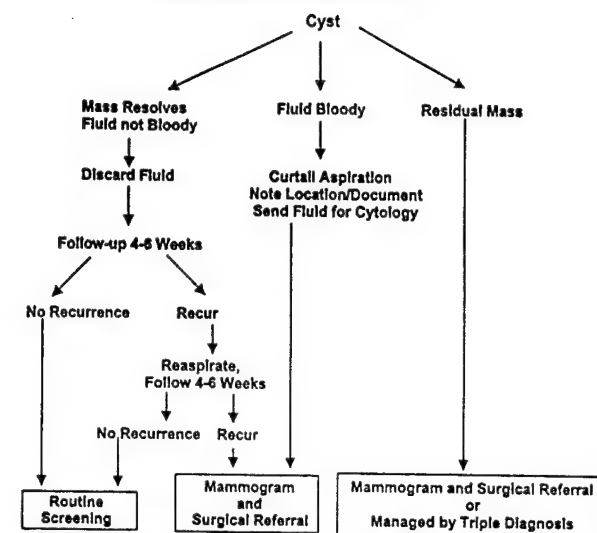 Cyst
Mass Resolves
Fluid not Bloody
Fluid Bloody
Residual Mass
Discard Fluid
Curtail Aspiration
Note Location/Document
Send Fluid for Cytology
Follow-up 4-6 Weeks
No Recurrence
Recur
Reaspirate,
Follow 4-6 Weeks
No Recurrence
Recur
Routine
Screening
Mammogram
and
Surgical Referral
Mammogram and Surgical Referral
or
Managed by Triple Diagnosis